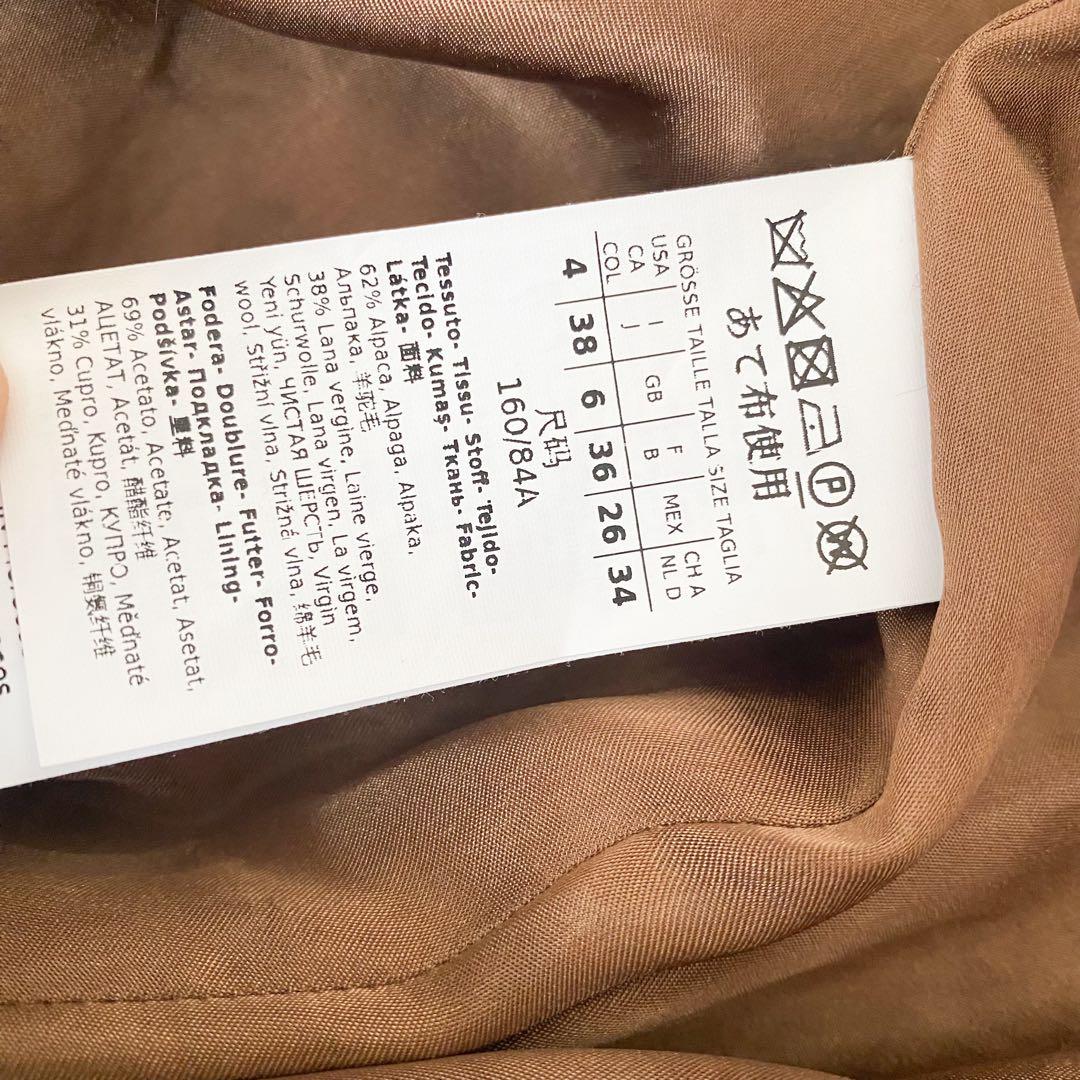 あて布使用
GRÖSSE TAILLE TALLA SIZE TAGLIA
USA CA COL I J GB F B MEX CH A NL D
4 38 6 36 26 34
尺码
160/84A
Tessuto- Tissu- Stoff- Tejido-
Tecido- Kumaş- Ткань- Fabric-
Látka- 面料
62% Alpaca, Alpaga, Alpaka,
Альпака, 羊驼毛
38% Lana vergine, Laine vierge,
Schurwolle, Lana virgen, La virgem,
Yeni yün, ЧИСТАЯ ШЕРСТЬ, Virgin
wool, Střižní vlna, Strižná vlna, 绵羊毛
Fodera- Doublure- Futter- Forro-
Astar- Подкладка- Lining-
Podšívka- 里料
69% Acetato, Acetate, Acetat, Asetat,
АЦЕТАТ, Acetát, 醋酯纤维
31% Cupro, Kupro, КУПРО, Měďnaté
vlákno, Meďnaté vlákno, 铜氨纤维